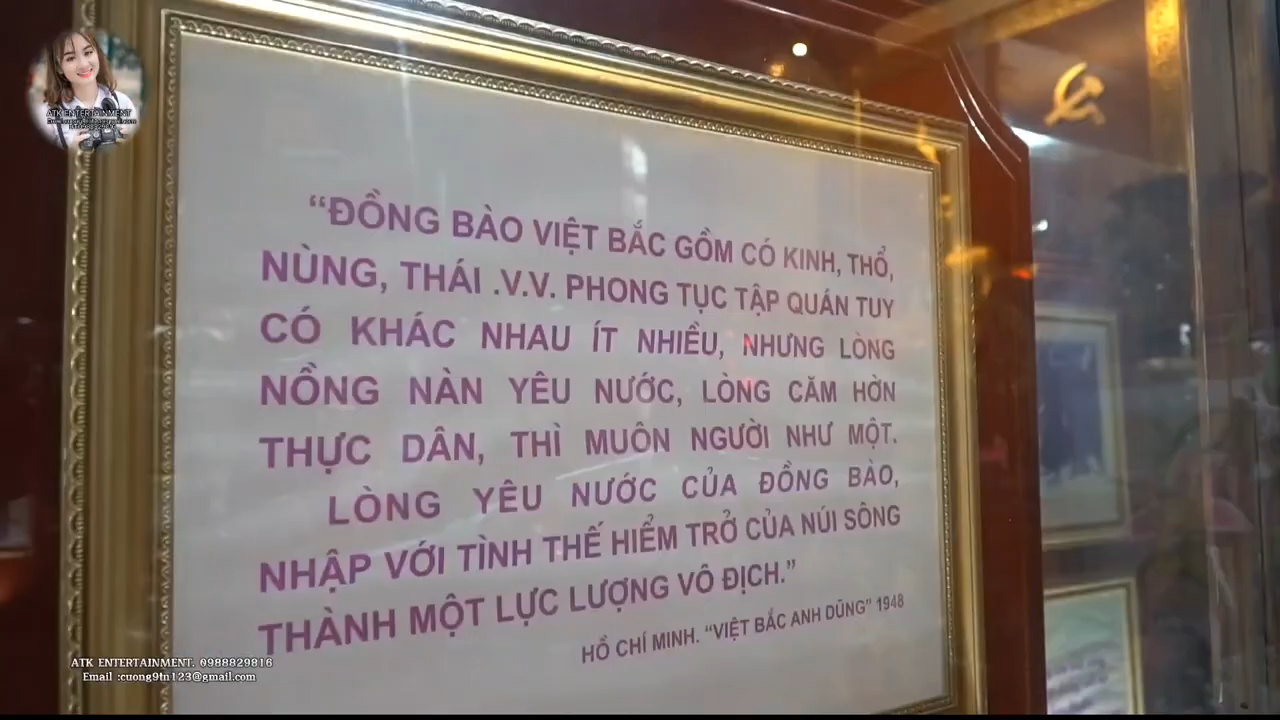 ATK ENTERTAINMENT
“ĐỒNG BÀO VIỆT BẮC GỒM CÓ KINH, THỔ,
NÙNG, THÁI .V.V. PHONG TỤC TẬP QUÁN TUY
CÓ KHÁC NHAU ÍT NHIỀU, NHƯNG LÒNG
NỒNG NÀN YÊU NƯỚC, LÒNG CĂM HỜN
THỰC DÂN, THÌ MUÔN NGƯỜI NHƯ MỘT.
LÒNG YÊU NƯỚC CỦA ĐỒNG BÀO,
NHẬP VỚI TÌNH THẾ HIỂM TRỞ CỦA NÚI SÔNG
THÀNH MỘT LỰC LƯỢNG VÔ ĐỊCH.”
HỒ CHÍ MINH. “VIỆT BẮC ANH DŨNG” 1948
ATK ENTERTAINMENT. 0988829816
Email :cuong9tn123@gmail.com